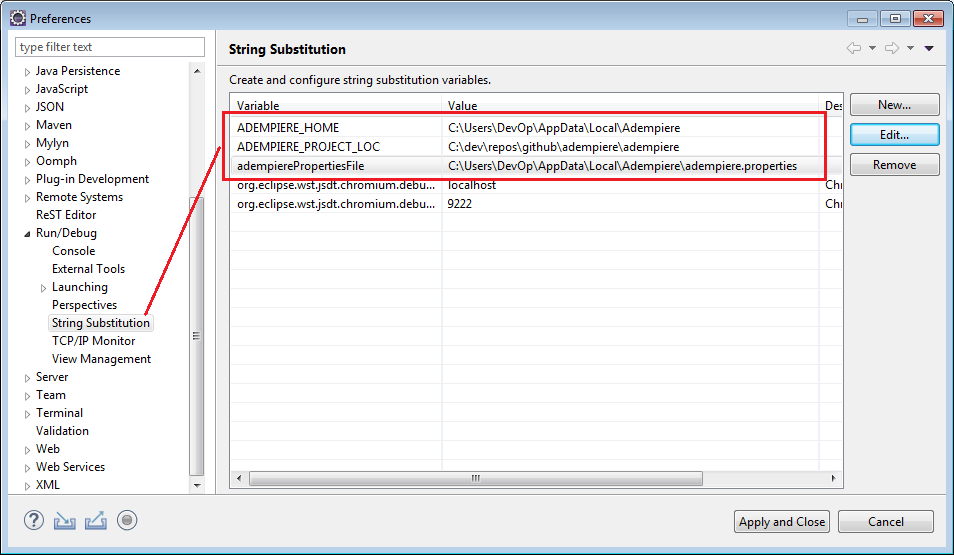 Preferences
type filter text
Java Persistence
JavaScript
JSON
Maven
Mylyn
Oomph
Plug-in Development
Remote Systems
ReST Editor
Run/Debug
Console
External Tools
Launching
Perspectives
String Substitution
TCP/IP Monitor
View Management
Server
Team
Terminal
Validation
Web
Web Services
XML
String Substitution
Create and configure string substitution variables.
Variable Value Des
ADEMPIERE_HOME C:\Users\DevOp\AppData\Local\Adempiere
ADEMPIERE_PROJECT_LOC C:\dev\repos\github\adempiere\adempiere
adempierePropertiesFile C:\Users\DevOp\AppData\Local\Adempiere\adempiere.properties
org.eclipse.wst.jsdt.chromium.debu... localhost Chr
org.eclipse.wst.jsdt.chromium.debu... 9222 Chr
New...
Edit...
Remove
Apply and Close Cancel